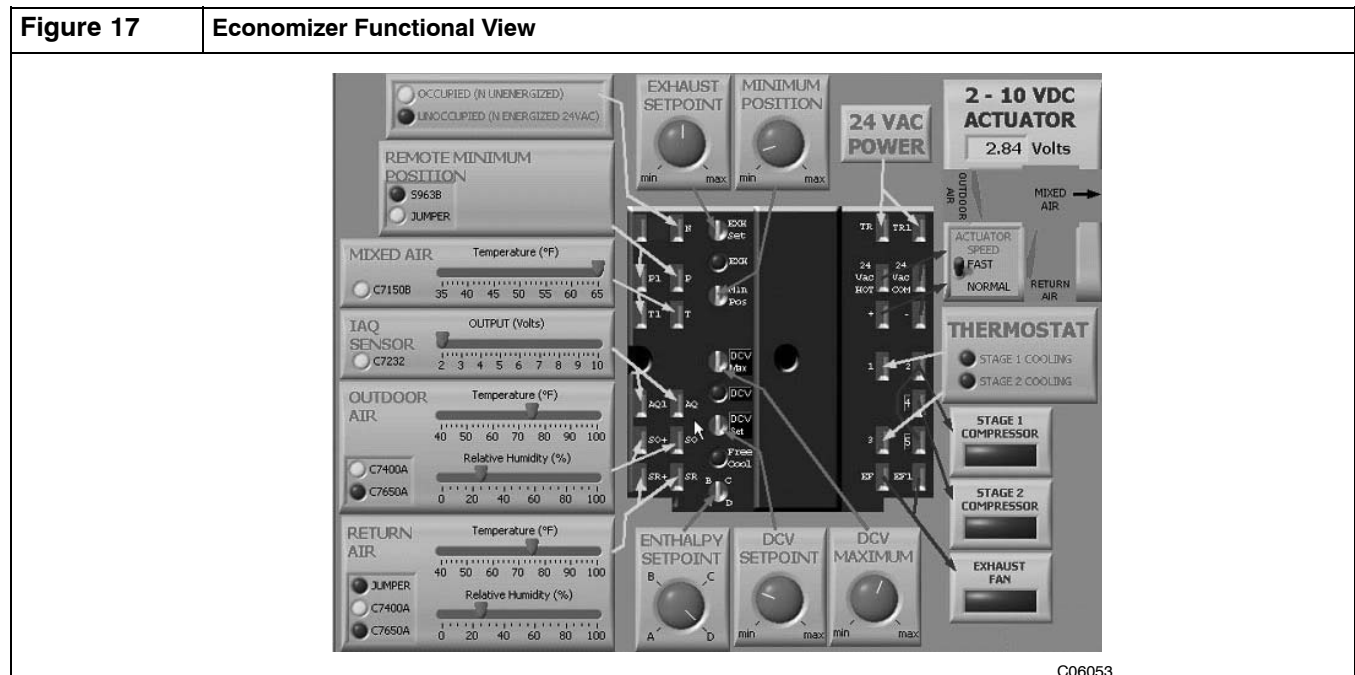 Figure 17
Economizer Functional View
OCCUPIED (N UNENERGIZED)
UNOCCUPIED (N ENERGIZED 24VAC)
REMOTE MINIMUM
POSITION
S963B
JUMPER
MIXED AIR
Temperature (°F)
C7150B
35 40 45 50 55 60 65
IAQ
SENSOR
OUTPUT (Volts)
C7232
2 3 4 5 6 7 8 9 10
OUTDOOR
AIR
Temperature (°F)
40 50 60 70 80 90 100
Relative Humidity (%)
C7400A
C7650A
0 20 40 60 80 100
RETURN
AIR
Temperature (°F)
40 50 60 70 80 90 100
JUMPER
Relative Humidity (%)
C7400A
C7650A
0 20 40 60 80 100
EXHAUST
SETPOINT
min max
MINIMUM
POSITION
min max
24 VAC
POWER
2 - 10 VDC
ACTUATOR
2.84 Volts
OUTDOOR
AIR
MIXED
AIR
ACTUATOR
SPEED
FAST
NORMAL
RETURN
AIR
N
EXH
Set
P1 P
EXH
Min
Pos
T1 T
DCV
Max
DCV
AQ1 AQ
DCV
Set
SO+ SO
Free
Cool
SR+ SR
B C
D
TR TR1
24 24
Vac Vac
HOT COM
+ -
1 2
4
3 5
EF EF1
THERMOSTAT
STAGE 1 COOLING
STAGE 2 COOLING
STAGE 1
COMPRESSOR
STAGE 2
COMPRESSOR
EXHAUST
FAN
ENTHALPY
SETPOINT
B C
A D
DCV
SETPOINT
min max
DCV
MAXIMUM
min max
C06053